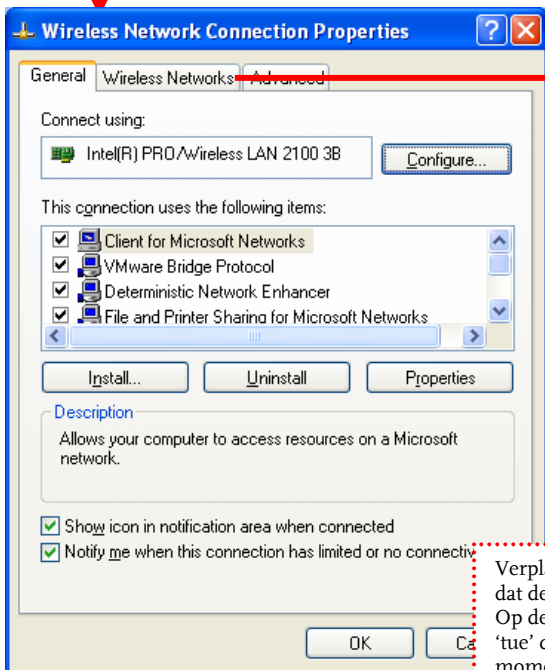 Wireless Network Connection Properties
General
Wireless Networks
Advanced
Connect using:
Intel(R) PRO/Wireless LAN 2100 3B
Configure...
This connection uses the following items:
Client for Microsoft Networks
VMware Bridge Protocol
Deterministic Network Enhancer
File and Printer Sharing for Microsoft Networks
Install...
Uninstall
Properties
Description
Allows your computer to access resources on a Microsoft
network.
Show icon in notification area when connected
Notify me when this connection has limited or no
OK
dat de
Op de
'tue'